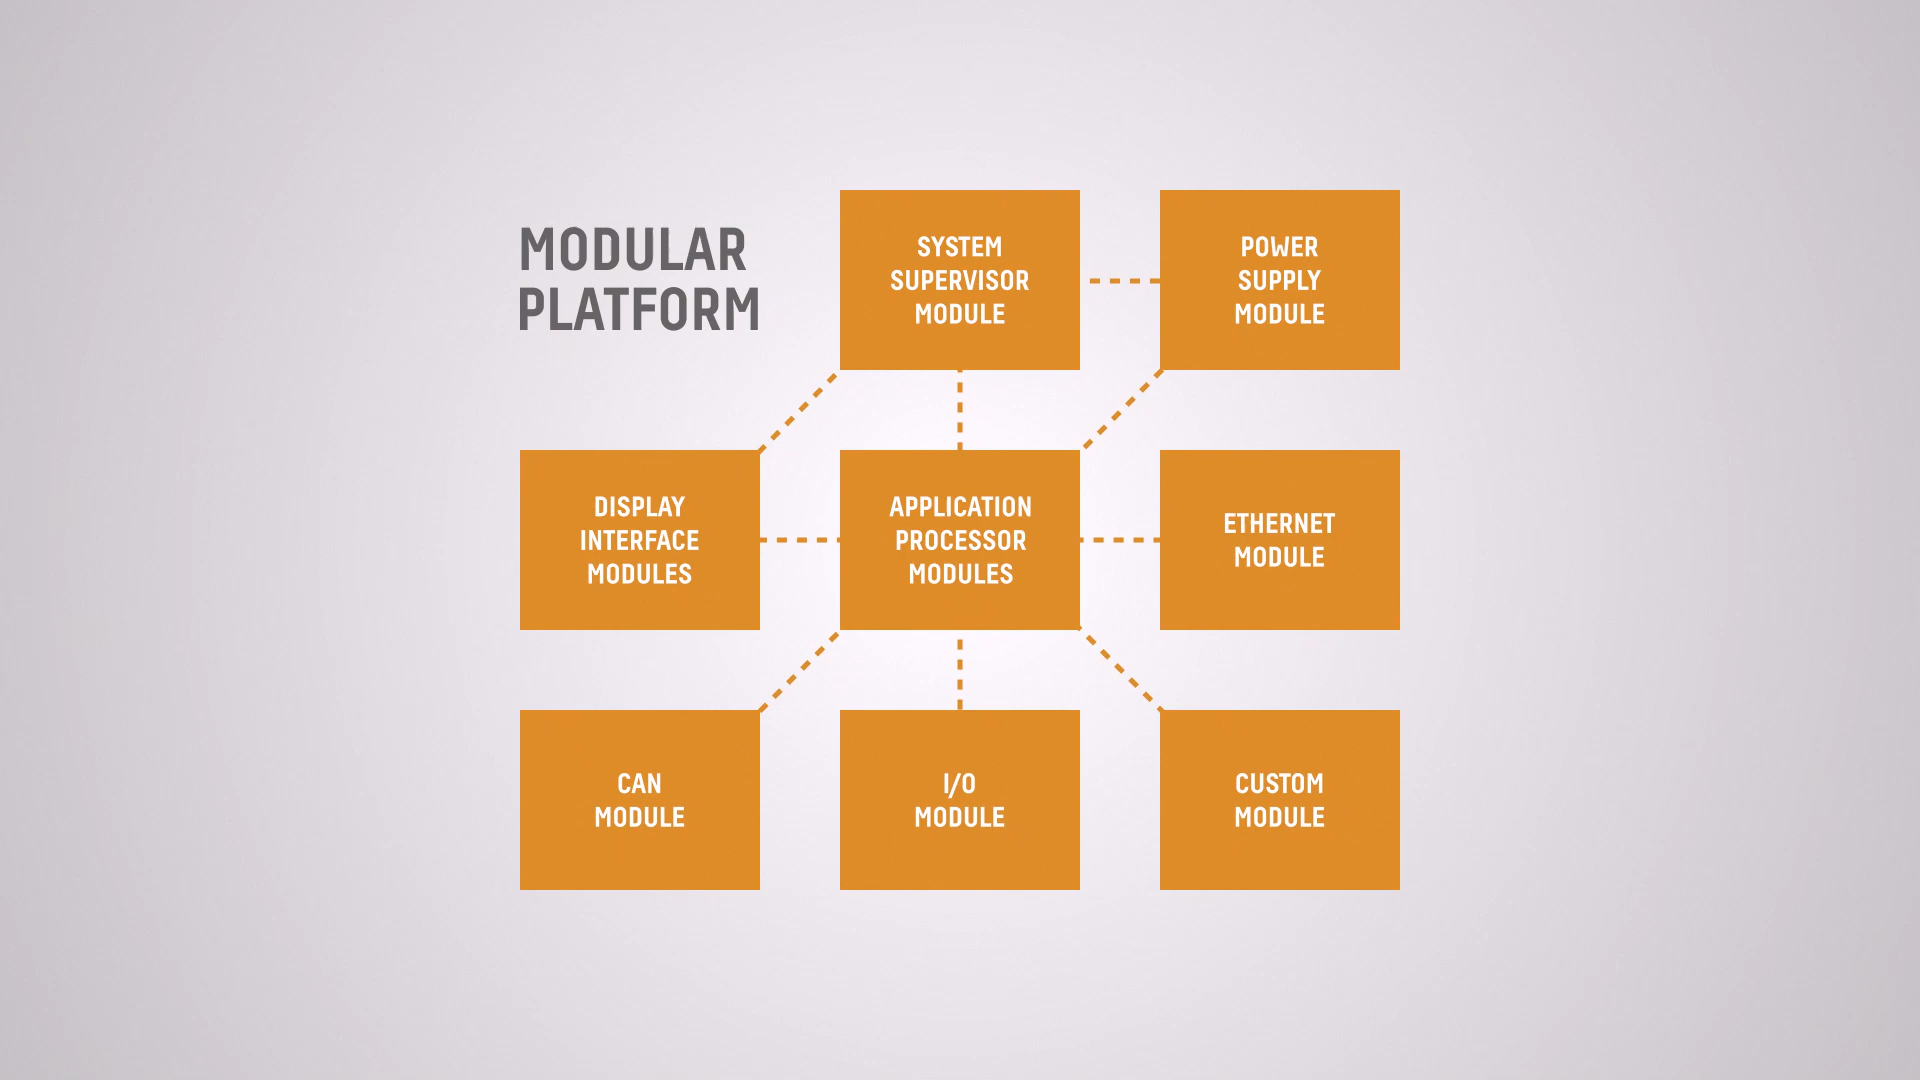 MODULAR
PLATFORM
SYSTEM
SUPERVISOR
MODULE
POWER
SUPPLY
MODULE
DISPLAY
INTERFACE
MODULES
APPLICATION
PROCESSOR
MODULES
ETHERNET
MODULE
CAN
MODULE
I/O
MODULE
CUSTOM
MODULE